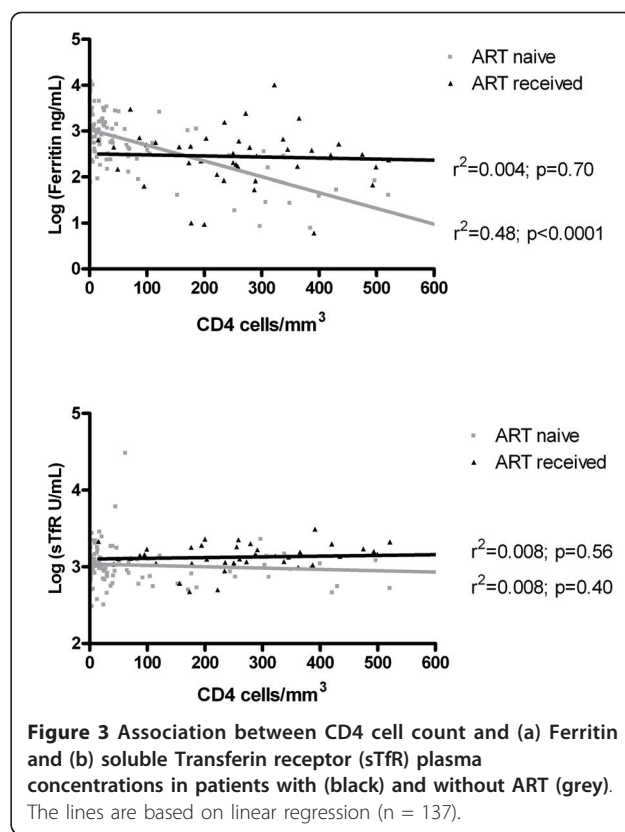 5
4
3
2
1
0
Log (Ferritin ng/mL)
0 100 200 300 400 500 600
CD4 cells/mm³
ART naive
ART received
r²=0.004; p=0.70
r²=0.48; p<0.0001
5
4
3
2
Log (sTfR U/mL)
0 100 200 300 400 500 600
CD4 cells/mm³
ART naive
ART received
r²=0.008; p=0.56
r²=0.008; p=0.40
Figure 3 Association between CD4 cell count and (a) Ferritin
and (b) soluble Transferin receptor (sTfR) plasma
concentrations in patients with (black) and without ART (grey).
The lines are based on linear regression (n = 137).